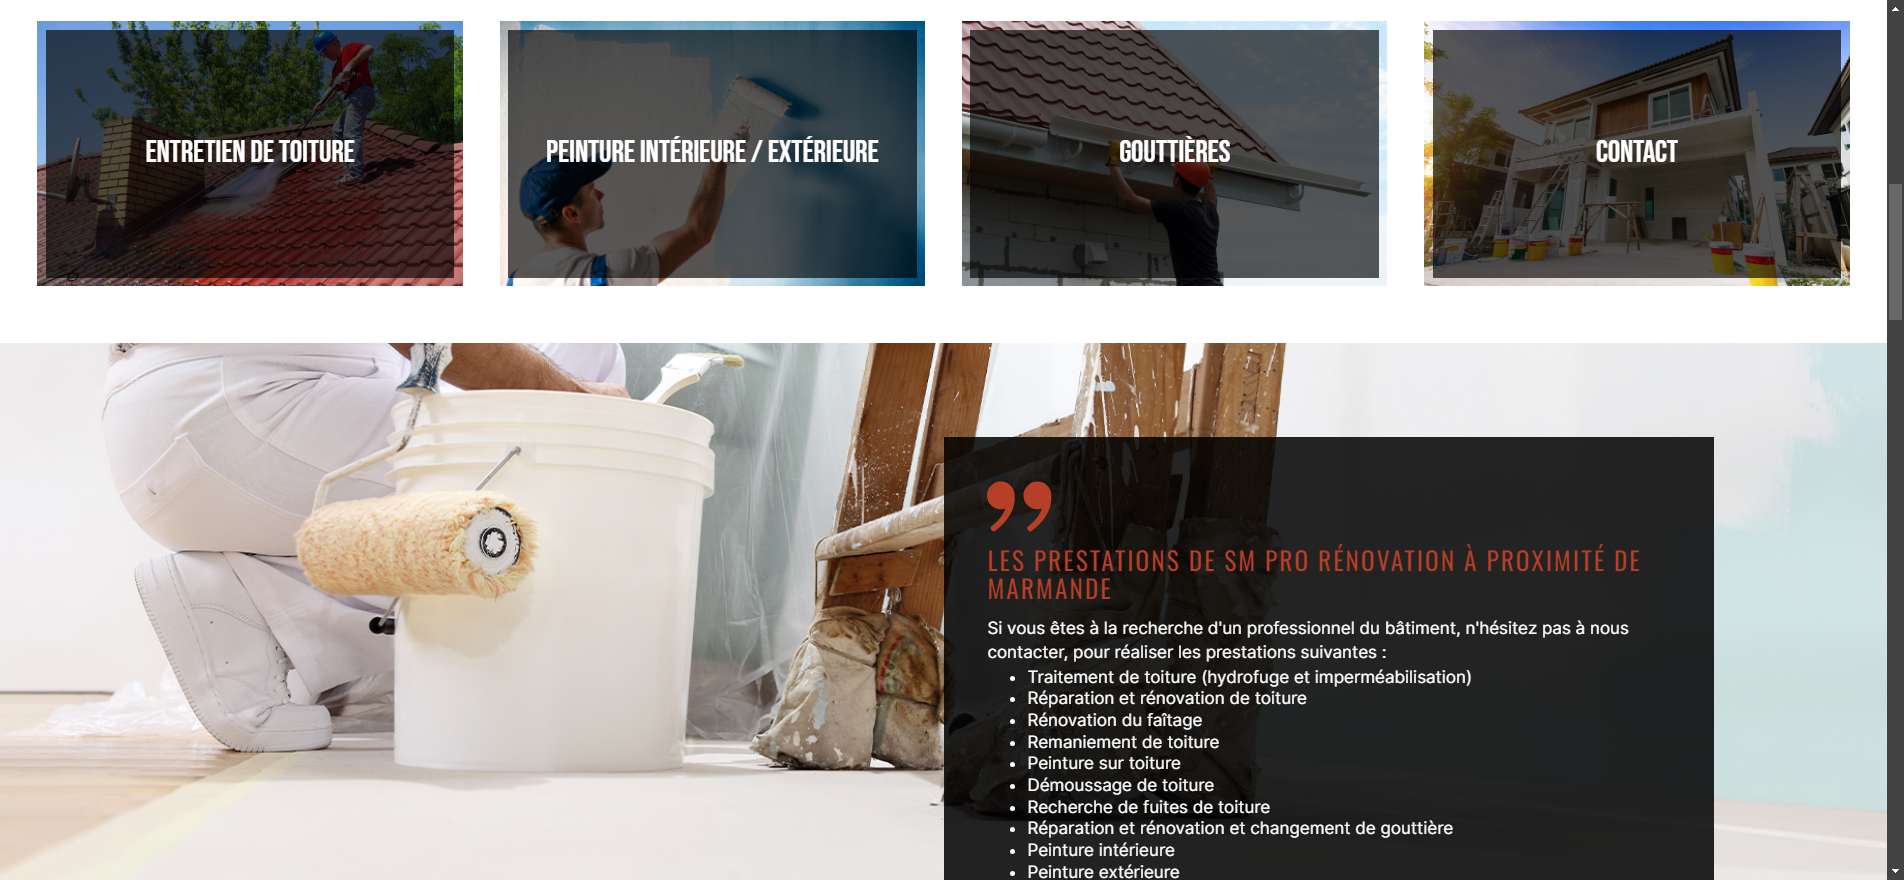 ENTRETIEN DE TOITURE
PEINTURE INTÉRIEURE / EXTÉRIEURE
GOUTTIÈRES
CONTACT
LES PRESTATIONS DE SM PRO RÉNOVATION À PROXIMITÉ DE
MARMANDE
Si vous êtes à la recherche d'un professionnel du bâtiment, n'hésitez pas à nous
contacter, pour réaliser les prestations suivantes :
• Traitement de toiture (hydrofuge et imperméabilisation)
• Réparation et rénovation de toiture
• Rénovation du faîtage
• Remaniement de toiture
• Peinture sur toiture
• Démoussage de toiture
• Recherche de fuites de toiture
• Réparation et rénovation et changement de gouttière
• Peinture intérieure
• Peinture extérieure